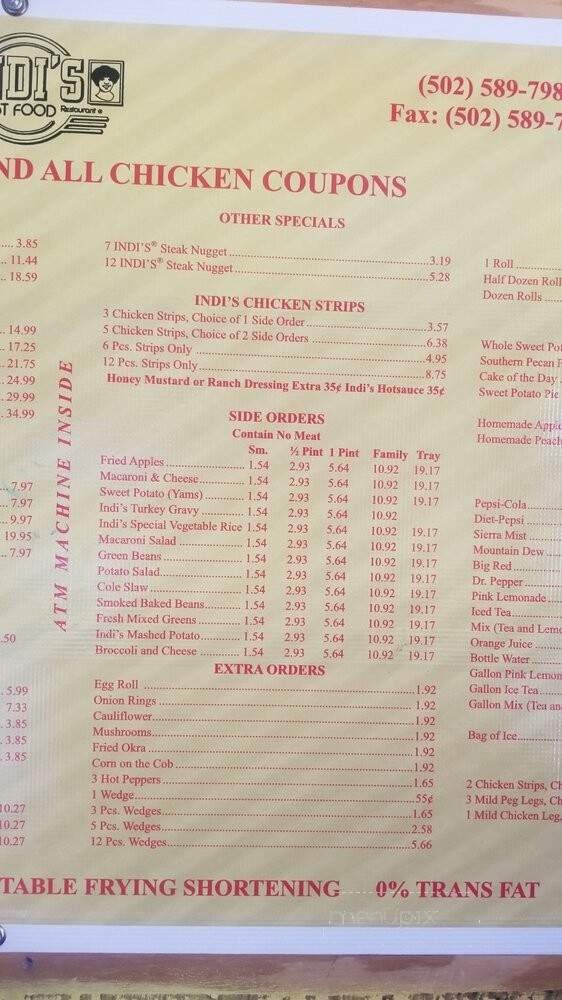 NDI'S
ST FOOD Restaurant ®
(502) 589-798
Fax: (502) 589-7
ND ALL CHICKEN COUPONS
OTHER SPECIALS
7 INDI'S® Steak Nugget 3.19
12 INDI'S® Steak Nugget 5.28
INDI'S CHICKEN STRIPS
3 Chicken Strips, Choice of 1 Side Order 3.57
5 Chicken Strips, Choice of 2 Side Orders 6.38
6 Pcs. Strips Only 4.95
12 Pcs. Strips Only 8.75
Honey Mustard or Ranch Dressing Extra 35¢ Indi's Hotsauce 35¢
SIDE ORDERS
Contain No Meat
Sm. ½ Pint 1 Pint Family Tray
Fried Apples 1.54 2.93 5.64 10.92 19.17
Macaroni & Cheese 1.54 2.93 5.64 10.92 19.17
Sweet Potato (Yams) 1.54 2.93 5.64 10.92 19.17
Indi's Turkey Gravy 1.54 2.93 5.64 10.92
Indi's Special Vegetable Rice 1.54 2.93 5.64 10.92 19.17
Macaroni Salad 1.54 2.93 5.64 10.92 19.17
Green Beans 1.54 2.93 5.64 10.92 19.17
Potato Salad 1.54 2.93 5.64 10.92 19.17
Cole Slaw 1.54 2.93 5.64 10.92 19.17
Smoked Baked Beans 1.54 2.93 5.64 10.92 19.17
Fresh Mixed Greens 1.54 2.93 5.64 10.92 19.17
Indi's Mashed Potato 1.54 2.93 5.64 10.92 19.17
Broccoli and Cheese 1.54 2.93 5.64 10.92 19.17
EXTRA ORDERS
Egg Roll 1.92
Onion Rings 1.92
Cauliflower 1.92
Mushrooms 1.92
Fried Okra 1.92
Corn on the Cob 1.92
3 Hot Peppers 1.65
1 Wedge 55¢
3 Pcs. Wedges 1.65
5 Pcs. Wedges 2.58
12 Pcs. Wedges 5.66
3.85
11.44
18.59
14.99
17.25
21.75
24.99
29.99
34.99
7.97
7.97
9.97
19.95
7.97
.50
5.99
7.33
3.85
3.85
3.85
10.27
10.27
10.27
ATM MACHINE INSIDE
1 Roll
Half Dozen Roll
Dozen Rolls
Whole Sweet Pot
Southern Pecan P
Cake of the Day
Sweet Potato Pie
Homemade Apple
Homemade Peach
Pepsi-Cola
Diet-Pepsi
Sierra Mist
Mountain Dew
Big Red
Dr. Pepper
Pink Lemonade
Iced Tea
Mix (Tea and Lemo
Orange Juice
Bottle Water
Gallon Pink Lemon
Gallon Ice Tea
Gallon Mix (Tea an
Bag of Ice
2 Chicken Strips, Ch
3 Mild Peg Legs, Ch
1 Mild Chicken Leg,
TABLE FRYING SHORTENING 0% TRANS FAT
menupix